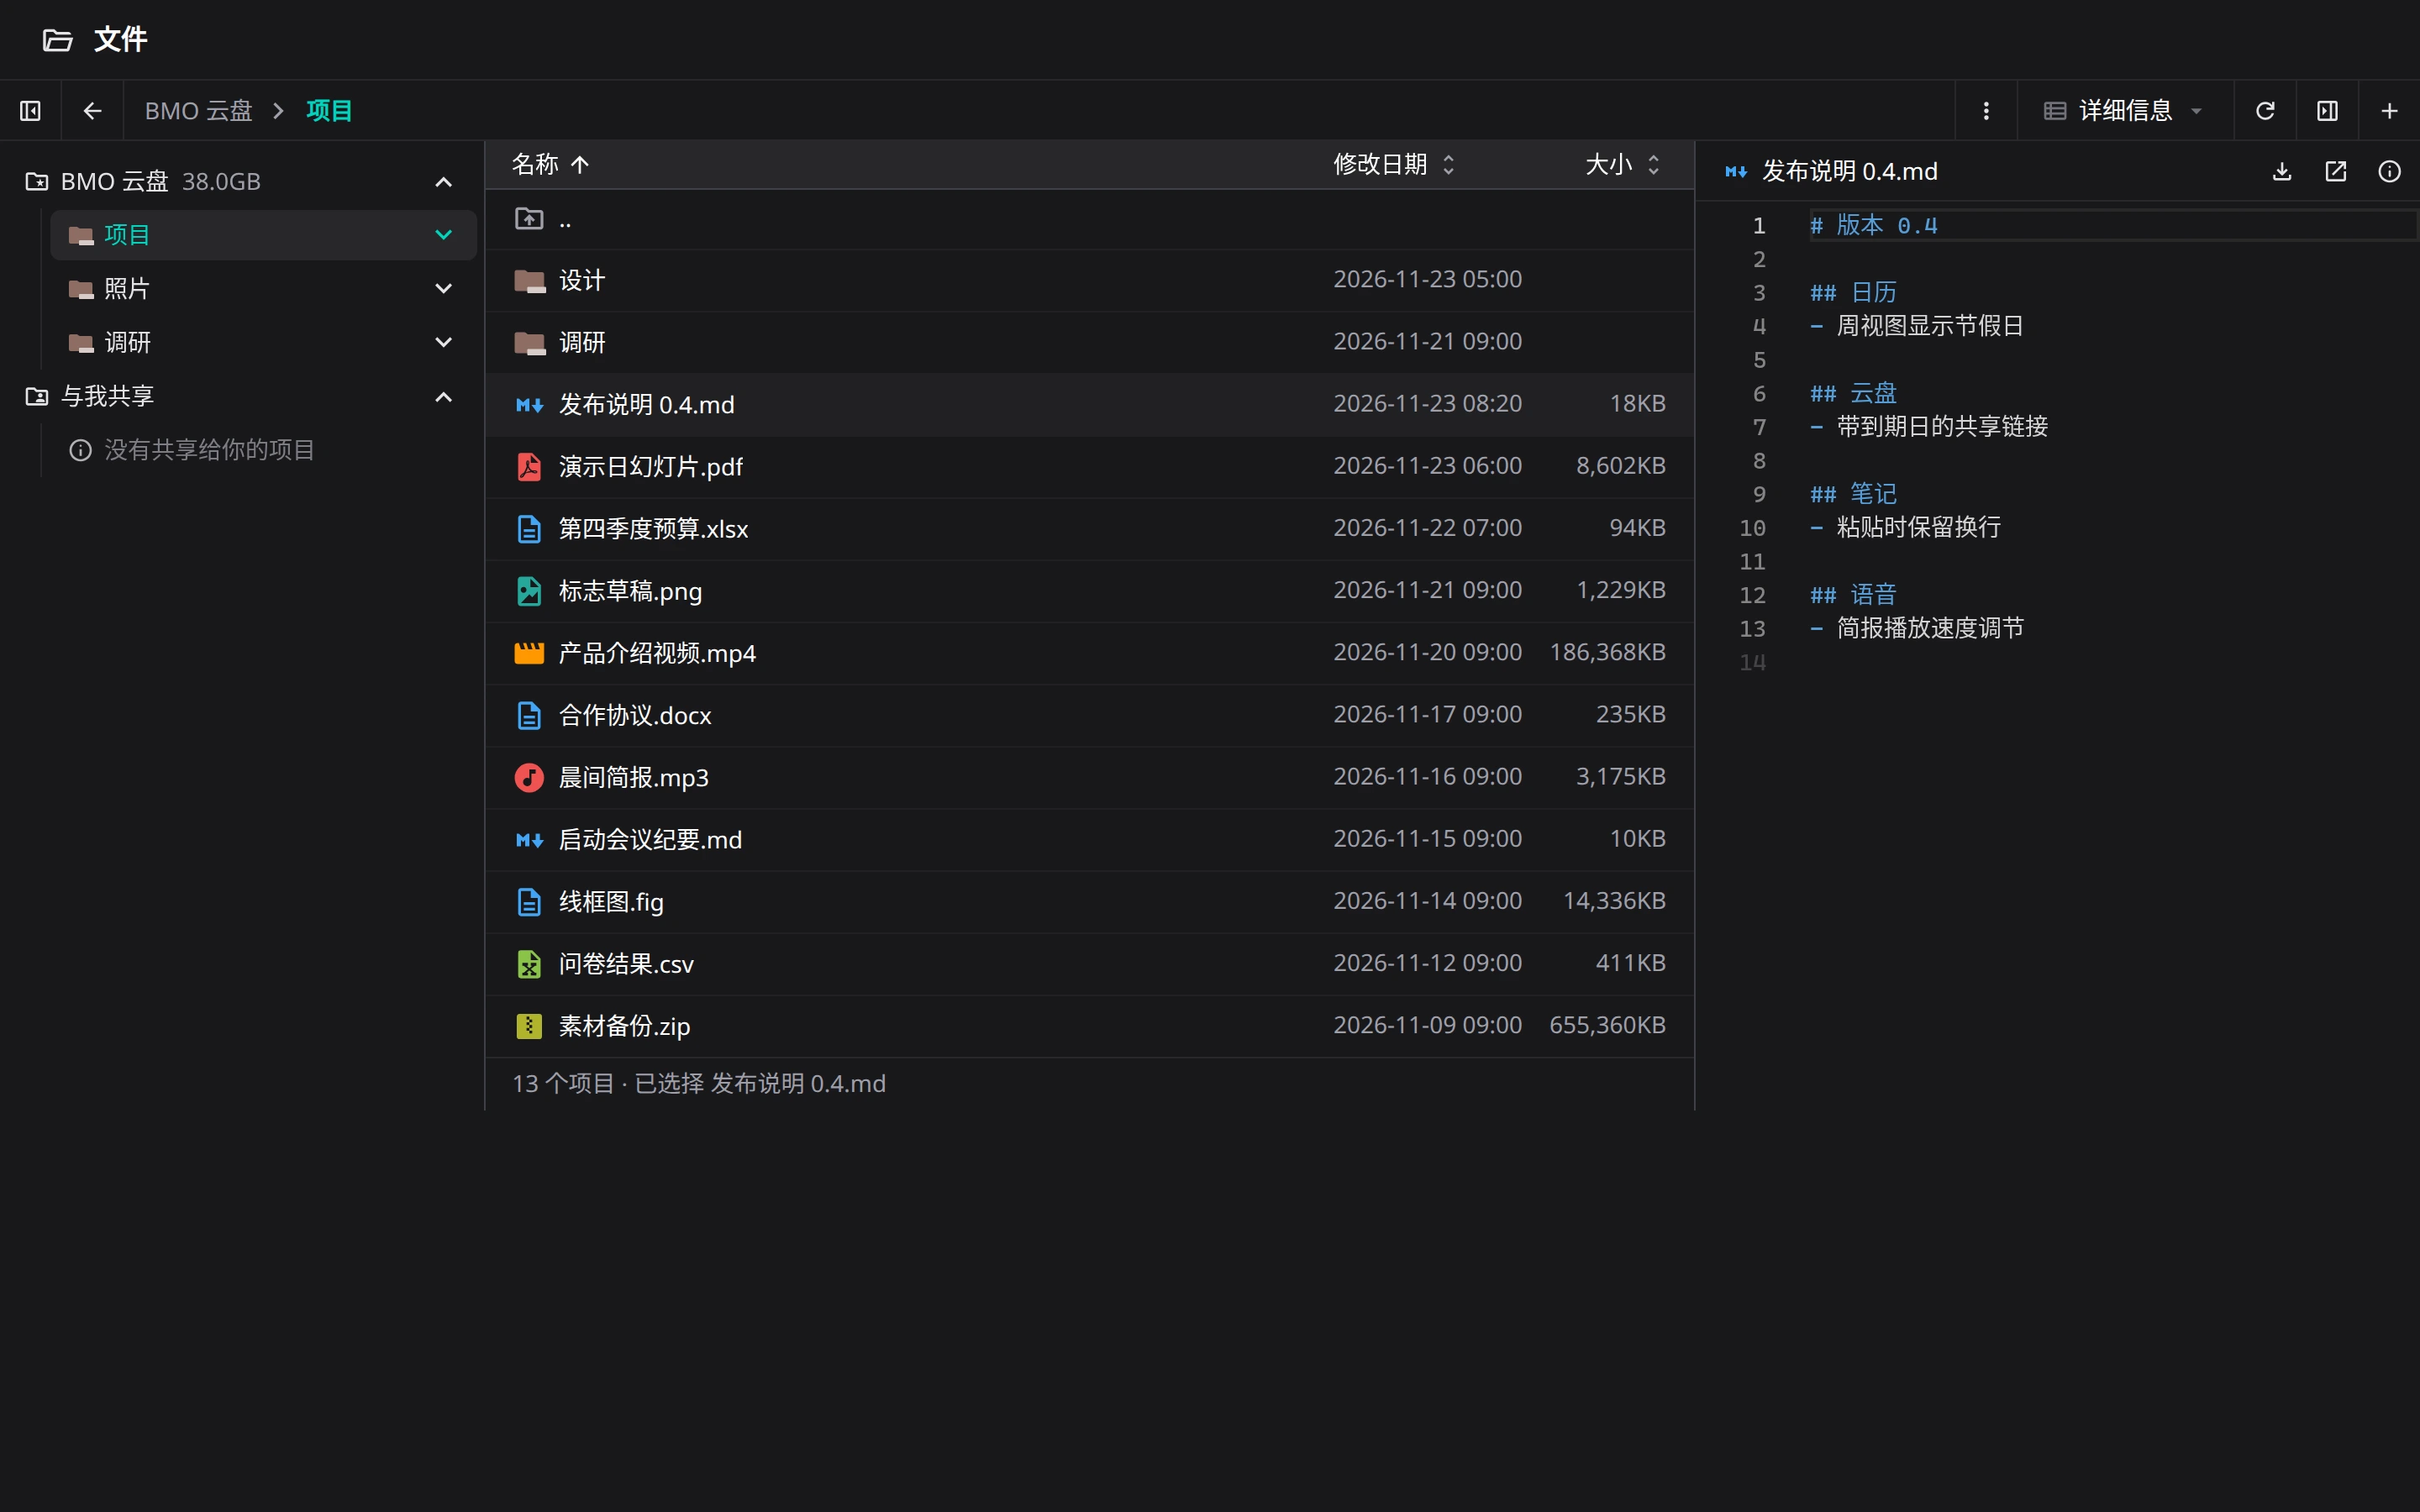 文件
BMO 云盘 项目 详细信息
BMO 云盘 38.0GB
项目
照片
调研
与我共享
没有共享给你的项目
名称 修改日期 大小
..
设计 2026-11-23 05:00
调研 2026-11-21 09:00
发布说明 0.4.md 2026-11-23 08:20 18KB
演示日幻灯片.pdf 2026-11-23 06:00 8,602KB
第四季度预算.xlsx 2026-11-22 07:00 94KB
标志草稿.png 2026-11-21 09:00 1,229KB
产品介绍视频.mp4 2026-11-20 09:00 186,368KB
合作协议.docx 2026-11-17 09:00 235KB
晨间简报.mp3 2026-11-16 09:00 3,175KB
启动会议纪要.md 2026-11-15 09:00 10KB
线框图.fig 2026-11-14 09:00 14,336KB
问卷结果.csv 2026-11-12 09:00 411KB
素材备份.zip 2026-11-09 09:00 655,360KB
13 个项目 · 已选择 发布说明 0.4.md
发布说明 0.4.md
1 # 版本 0.4
2
3 ## 日历
4 - 周视图显示节假日
5
6 ## 云盘
7 - 带到期日的共享链接
8
9 ## 笔记
10 - 粘贴时保留换行
11
12 ## 语音
13 - 简报播放速度调节
14